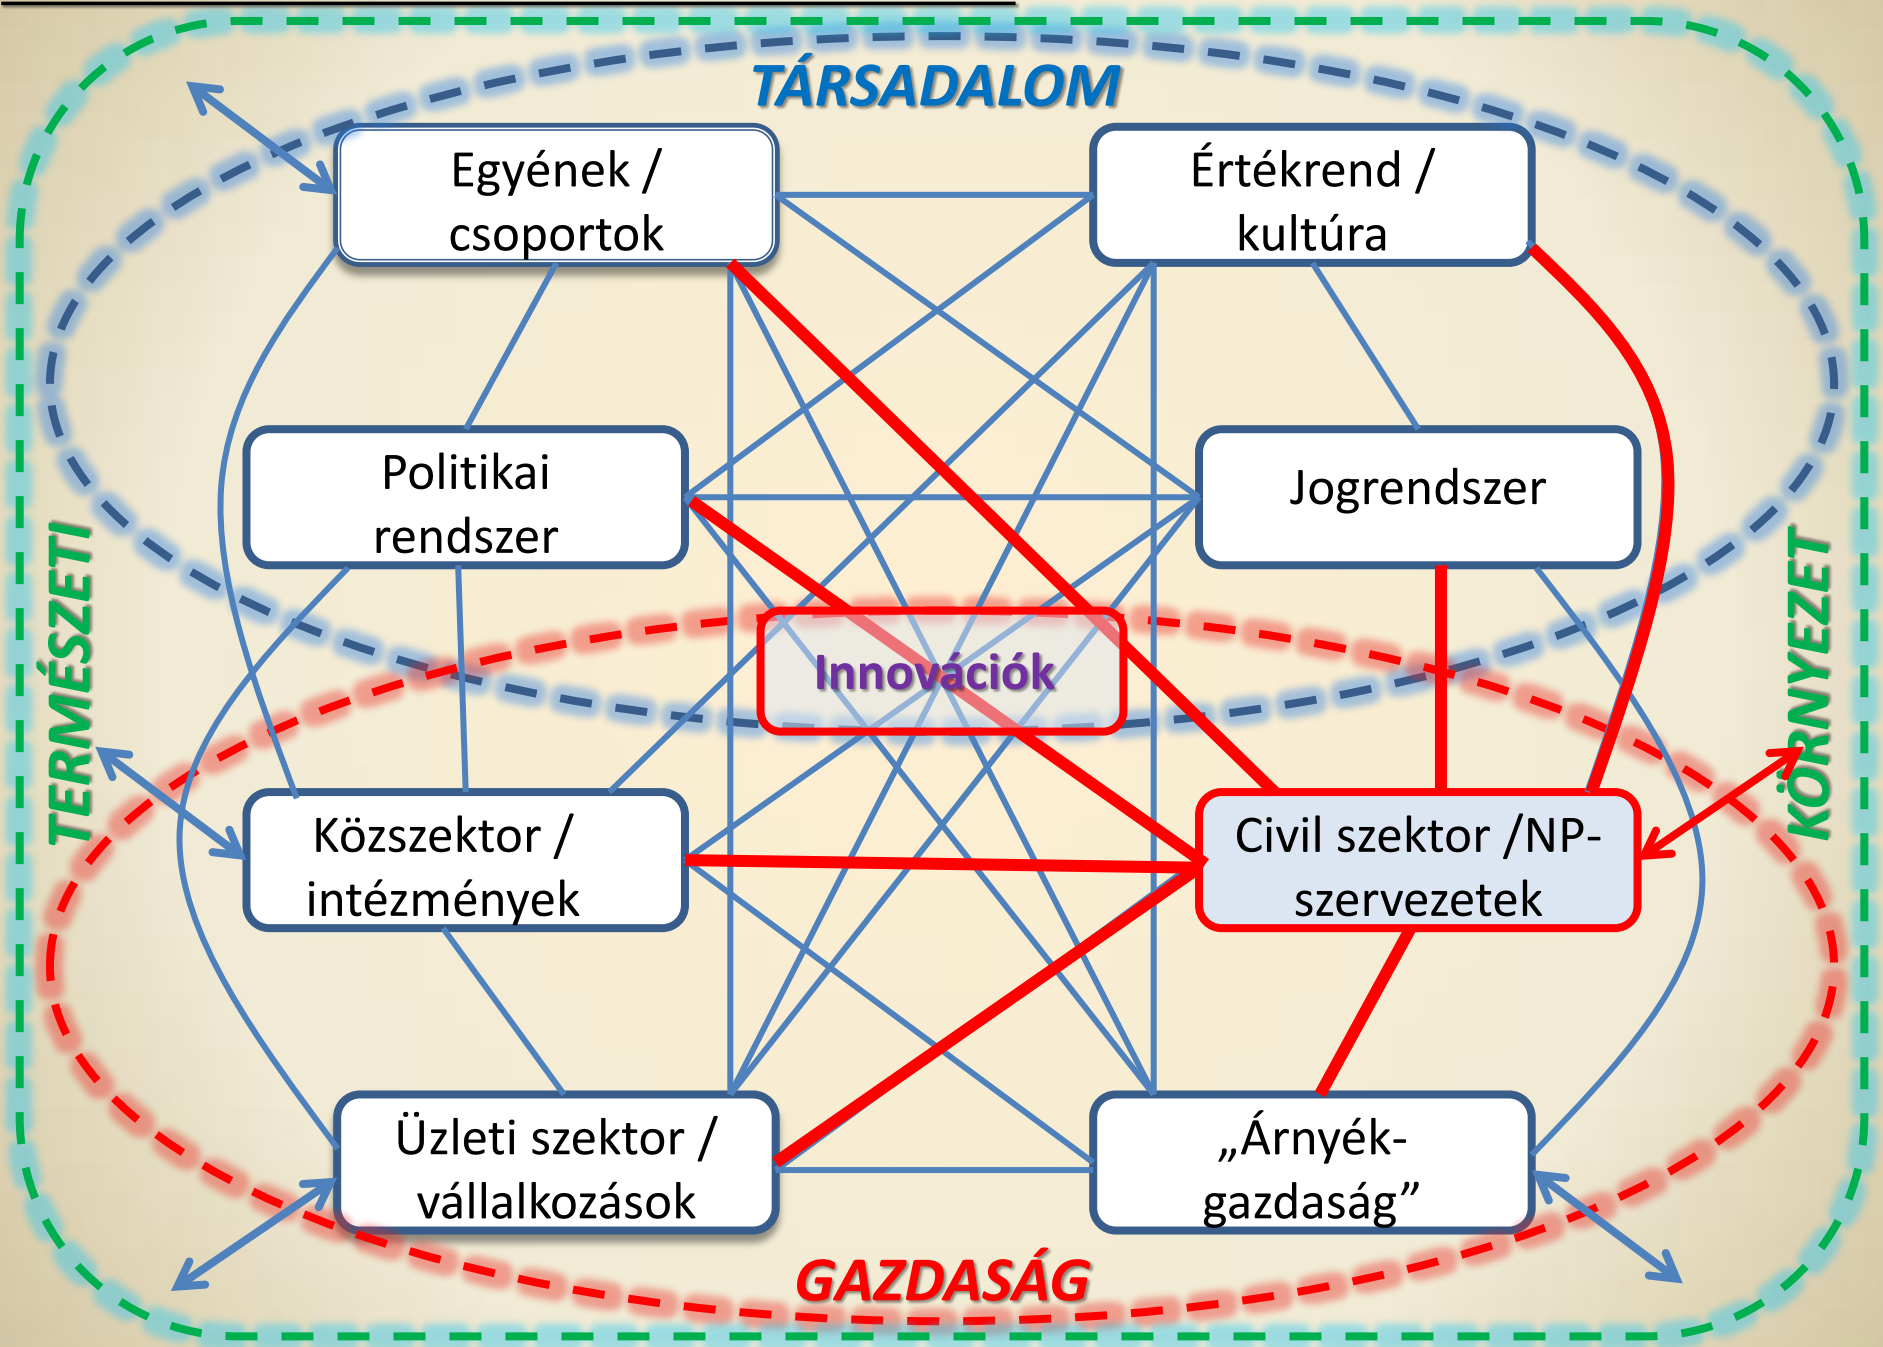 TÁRSADALOM
Egyének /
csoportok
Értékrend /
kultúra
Politikai
rendszer
Jogrendszer
TERMÉSZETI
KÖRNYEZET
Innovációk
Közszektor /
intézmények
Civil szektor /NP-
szervezetek
Üzleti szektor /
vállalkozások
„Árnyék-
gazdaság”
GAZDASÁG